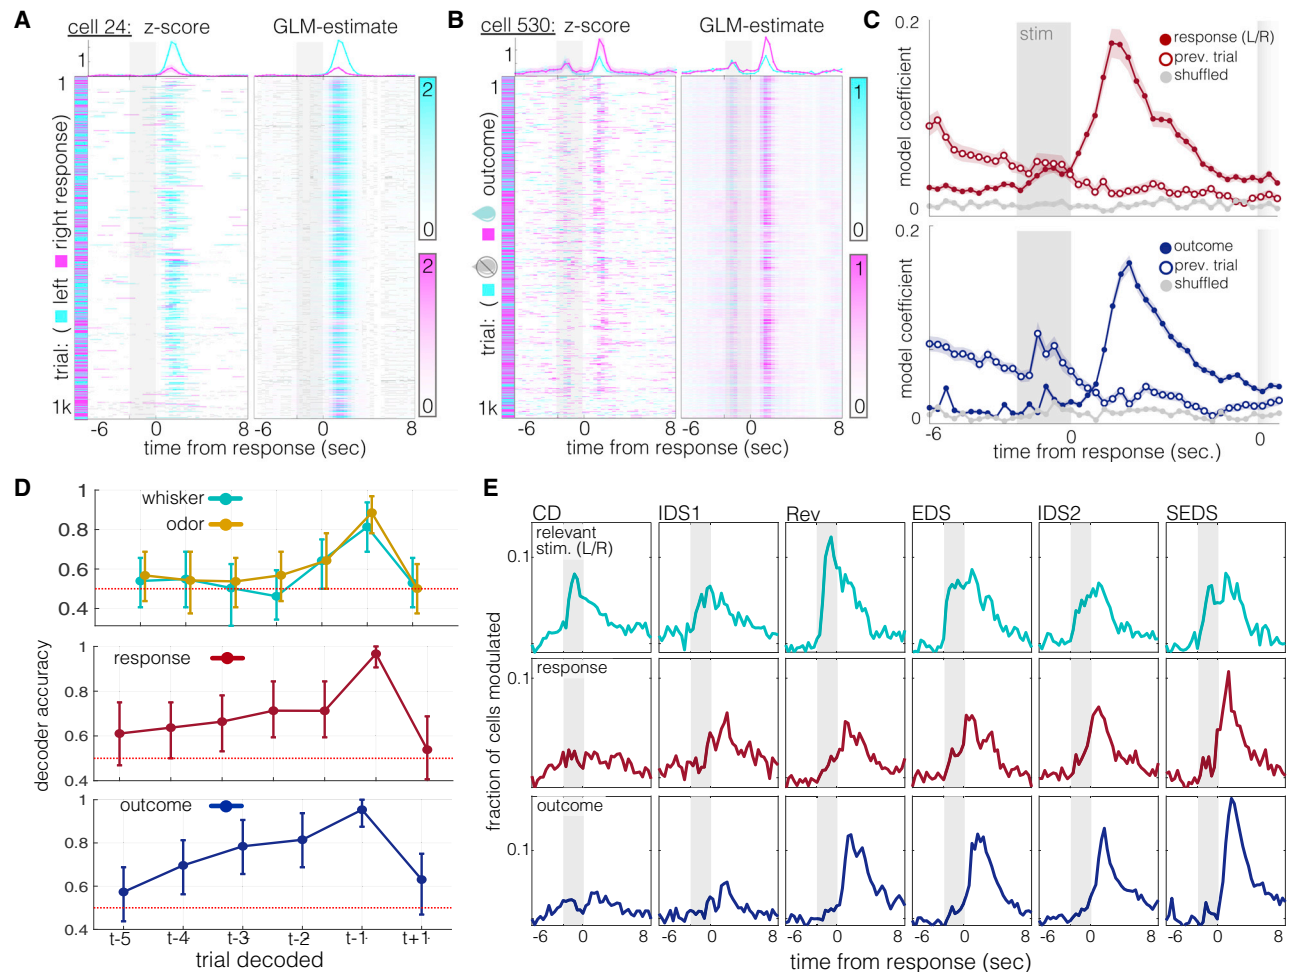 A
cell 24: z-score
GLM-estimate
1
1
trial: ( left right response)
1k
-6
0
8
-6
0
8
time from response (sec)
2
0
2
0
B
cell 530: z-score
GLM-estimate
1
1
trial: ( outcome)
1k
-6
0
8
-6
0
8
time from response (sec)
1
0
1
0
C
0.2
stim
response (L/R)
prev. trial
shuffled
model coefficient
0
0.2
outcome
prev. trial
shuffled
model coefficient
0
-6
0
0
time from response (sec.)
D
1
whisker
odor
0.8
0.6
0.4
1
response
0.8
0.6
0.4
1
outcome
0.8
0.6
0.4
decoder accuracy
t-5
t-4
t-3
t-2
t-1
t+1
trial decoded
E
CD
IDS1
Rev
EDS
IDS2
SEDS
relevant
stim. (L/R)
0.1
response
0.1
outcome
0.1
fraction of cells modulated
-6 0 8
-6 0 8
-6 0 8
-6 0 8
-6 0 8
-6 0 8
time from response (sec)